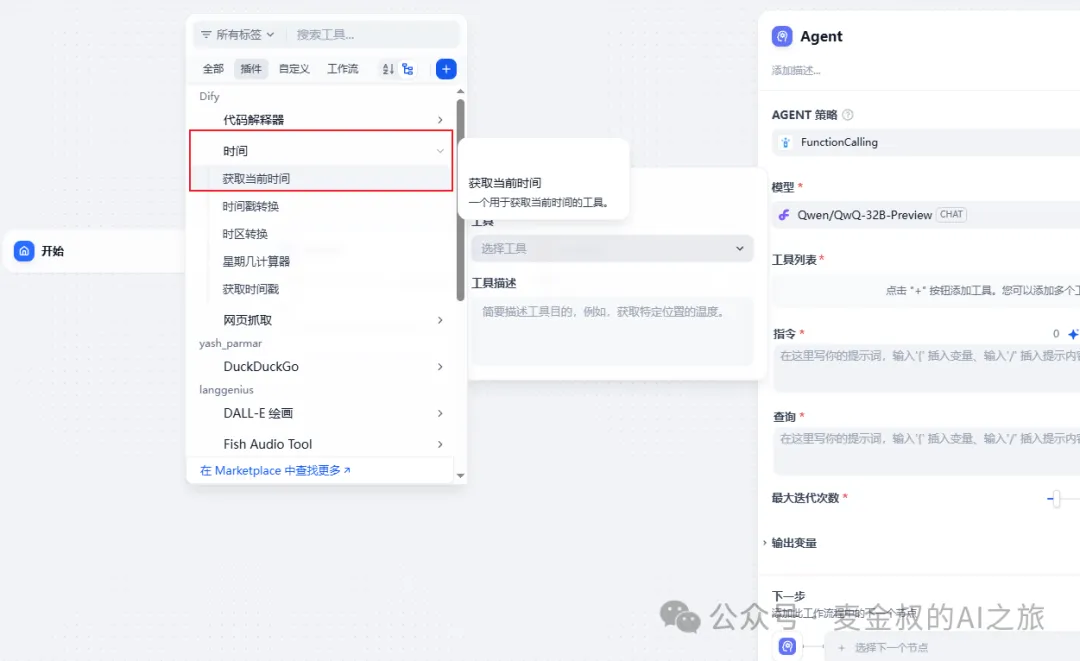 开始
所有标签
搜索工具...
全部 插件 自定义 工作流
Dify
代码解释器
时间
获取当前时间
时间戳转换
时区转换
星期几计算器
获取时间戳
网页抓取
yash_parmar
DuckDuckGo
langgenius
DALL-E 绘画
Fish Audio Tool
在 Marketplace 中查找更多
获取当前时间
一个用于获取当前时间的工具。
工具
选择工具
工具描述
简要描述工具目的，例如，获取特定位置的温度。
Agent
添加描述...
AGENT 策略
FunctionCalling
模型 *
Qwen/QwQ-32B-Preview CHAT
工具列表 *
点击 "+" 按钮添加工具。您可以添加多个工
指令 *
0
在这里写你的提示词，输入'{' 插入变量、输入'/' 插入提示内容
查询 *
在这里写你的提示词，输入'{' 插入变量、输入'/' 插入提示内容
最大迭代次数 *
输出变量
下一步
添加此工作流程中的下一个节点
选择下一个节点
公众号 · 麦金叔的AI之旅